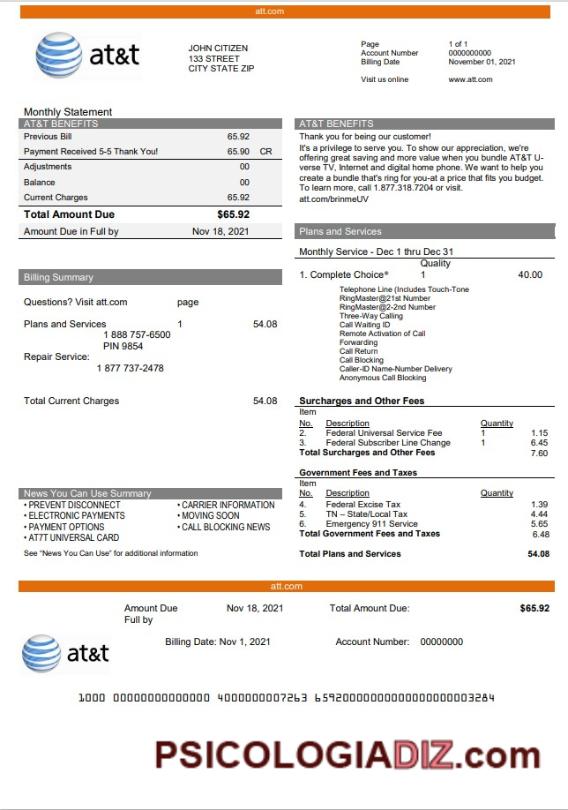 att.com
at&t
JOHN CITIZEN
133 STREET
CITY STATE ZIP
Page 1 of 1
Account Number 0000000000
Billing Date November 01, 2021
Visit us online www.att.com
Monthly Statement
AT&T BENEFITS
Previous Bill 65.92
Payment Received 5-5 Thank You! 65.90 CR
Adjustments 00
Balance 00
Current Charges 65.92
Total Amount Due $65.92
Amount Due in Full by Nov 18, 2021
Billing Summary
Questions? Visit att.com page
Plans and Services 1 54.08
1 888 757-6500
PIN 9854
Repair Service:
1 877 737-2478
Total Current Charges 54.08
News You Can Use Summary
• PREVENT DISCONNECT • CARRIER INFORMATION
• ELECTRONIC PAYMENTS • MOVING SOON
• PAYMENT OPTIONS • CALL BLOCKING NEWS
• AT7T UNIVERSAL CARD
See "News You Can Use" for additional information
AT&T BENEFITS
Thank you for being our customer!
It's a privilege to serve you. To show our appreciation, we're
offering great saving and more value when you bundle AT&T U-
verse TV, Internet and digital home phone. We want to help you
create a bundle that's ring for you-at a price that fits you budget.
To learn more, call 1.877.318.7204 or visit.
att.com/brinmeUV
Plans and Services
Monthly Service - Dec 1 thru Dec 31
Quality
1. Complete Choice* 1 40.00
Telephone Line (Includes Touch-Tone
RingMaster@21st Number
RingMaster@2-2nd Number
Three-Way Calling
Call Waiting ID
Remote Activation of Call
Forwarding
Call Return
Call Blocking
Caller-ID Name-Number Delivery
Anonymous Call Blocking
Surcharges and Other Fees
Item
No. Description Quantity
2. Federal Universal Service Fee 1 1.15
3. Federal Subscriber Line Change 1 6.45
Total Surcharges and Other Fees 7.60
Government Fees and Taxes
Item
No. Description Quantity
4. Federal Excise Tax 1.39
5. TN – State/Local Tax 4.44
6. Emergency 911 Service 5.65
Total Government Fees and Taxes 6.48
Total Plans and Services 54.08
att.com
Amount Due Nov 18, 2021 Total Amount Due: $65.92
Full by
Billing Date: Nov 1, 2021 Account Number: 00000000
at&t
1000 00000000000000 4000000007263 6592000000000000000000003284
PSICOLOGIADIZ.com